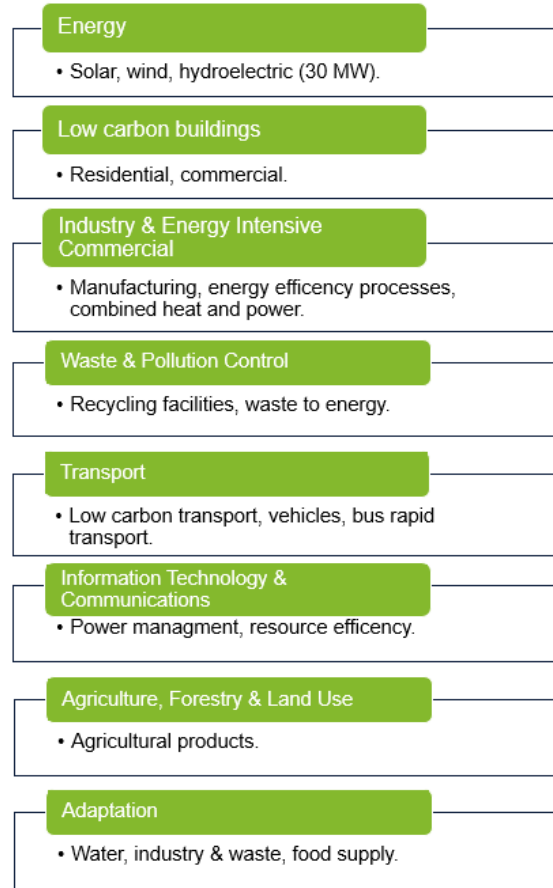 Energy
• Solar, wind, hydroelectric (30 MW).
Low carbon buildings
• Residential, commercial.
Industry & Energy Intensive
Commercial
• Manufacturing, energy efficency processes,
combined heat and power.
Waste & Pollution Control
• Recycling facilities, waste to energy.
Transport
• Low carbon transport, vehicles, bus rapid
transport.
Information Technology &
Communications
• Power managment, resource efficency.
Agriculture, Forestry & Land Use
• Agricultural products.
Adaptation
• Water, industry & waste, food supply.